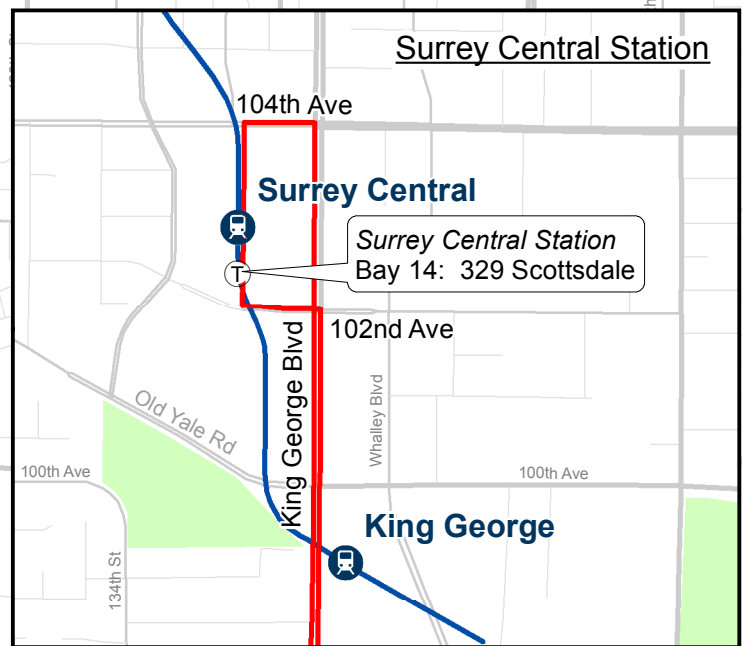 Surrey Central Station
104th Ave
Surrey Central
Surrey Central Station
Bay 14: 329 Scottsdale
102nd Ave
King George Blvd
Whalley Blvd
Old Yale Rd
100th Ave
100th Ave
King George
134th St